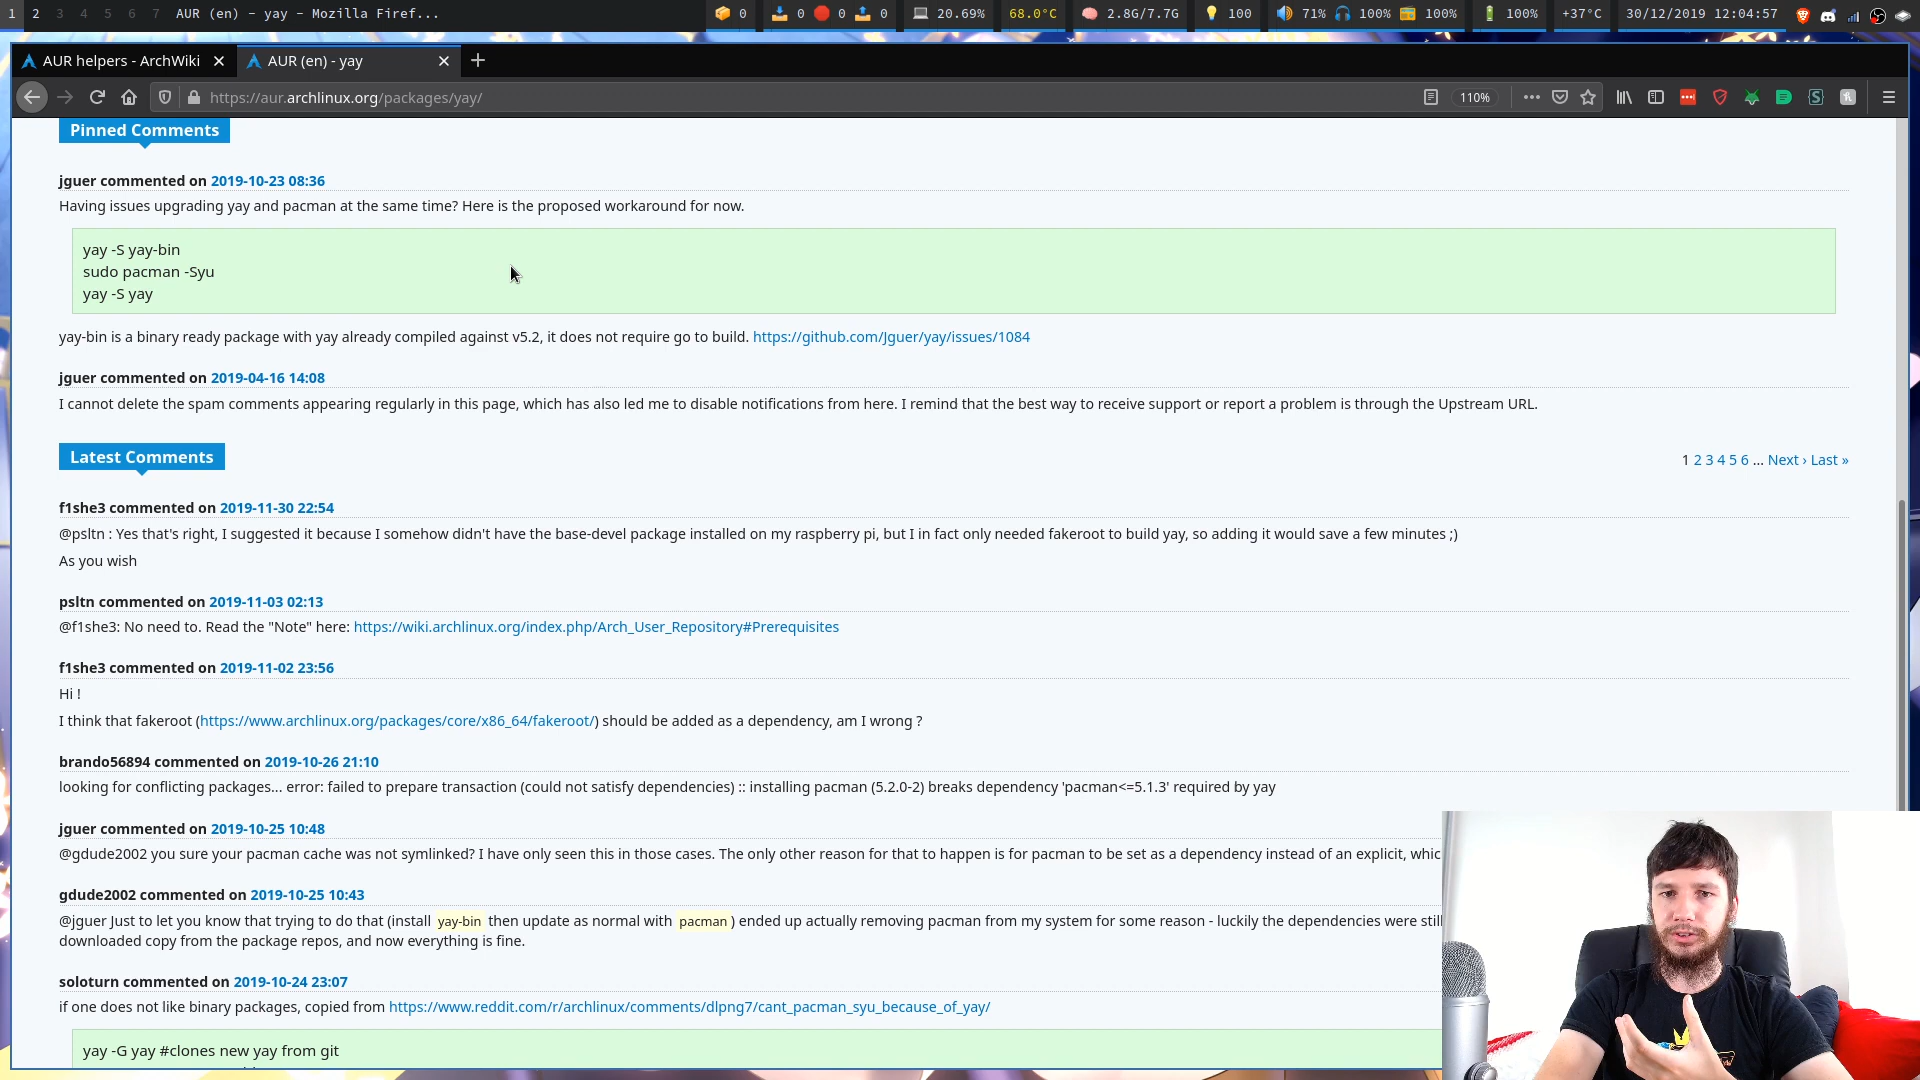 1 2 3 4 5 6 7 AUR (en) – yay – Mozilla Firef... 0 0 0 0 20.69% 68.0°C 2.8G/7.7G 100 71% 100% 100% 100% +37°C 30/12/2019 12:04:57
AUR helpers - ArchWiki AUR (en) - yay
https://aur.archlinux.org/packages/yay/ 110%
Pinned Comments
jguer commented on 2019-10-23 08:36
Having issues upgrading yay and pacman at the same time? Here is the proposed workaround for now.
yay -S yay-bin
sudo pacman -Syu
yay -S yay
yay-bin is a binary ready package with yay already compiled against v5.2, it does not require go to build. https://github.com/Jguer/yay/issues/1084
jguer commented on 2019-04-16 14:08
I cannot delete the spam comments appearing regularly in this page, which has also led me to disable notifications from here. I remind that the best way to receive support or report a problem is through the Upstream URL.
Latest Comments
1 2 3 4 5 6 ... Next › Last »
f1she3 commented on 2019-11-30 22:54
@psltn : Yes that's right, I suggested it because I somehow didn't have the base-devel package installed on my raspberry pi, but I in fact only needed fakeroot to build yay, so adding it would save a few minutes ;)
As you wish
psltn commented on 2019-11-03 02:13
@f1she3: No need to. Read the "Note" here: https://wiki.archlinux.org/index.php/Arch_User_Repository#Prerequisites
f1she3 commented on 2019-11-02 23:56
Hi !
I think that fakeroot (https://www.archlinux.org/packages/core/x86_64/fakeroot/) should be added as a dependency, am I wrong ?
brando56894 commented on 2019-10-26 21:10
looking for conflicting packages... error: failed to prepare transaction (could not satisfy dependencies) :: installing pacman (5.2.0-2) breaks dependency 'pacman<=5.1.3' required by yay
jguer commented on 2019-10-25 10:48
@gdude2002 you sure your pacman cache was not symlinked? I have only seen this in those cases. The only other reason for that to happen is for pacman to be set as a dependency instead of an explicit, whic
gdude2002 commented on 2019-10-25 10:43
@jguer Just to let you know that trying to do that (install yay-bin then update as normal with pacman) ended up actually removing pacman from my system for some reason - luckily the dependencies were still
downloaded copy from the package repos, and now everything is fine.
soloturn commented on 2019-10-24 23:07
if one does not like binary packages, copied from https://www.reddit.com/r/archlinux/comments/dlpng7/cant_pacman_syu_because_of_yay/
yay -G yay #clones new yay from git